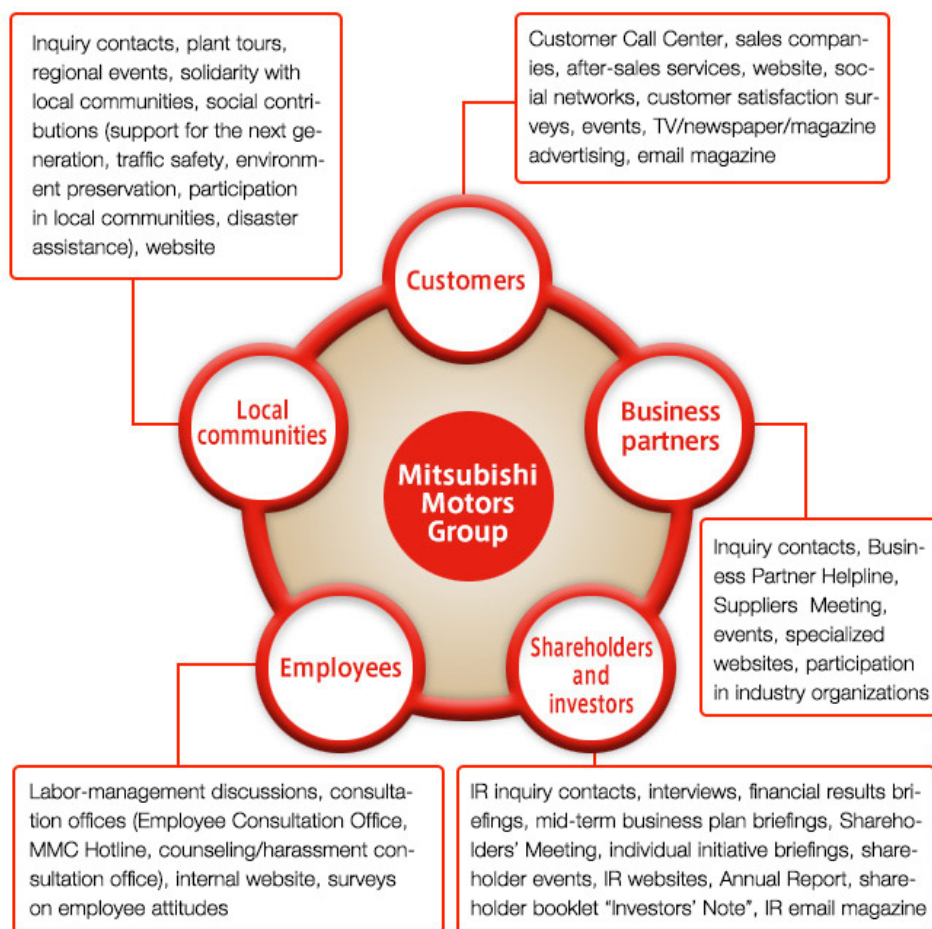 Inquiry contacts, plant tours,
regional events, solidarity with
local communities, social contri-
butions (support for the next ge-
neration, traffic safety, environm-
ent preservation, participation
in local communities, disaster
assistance), website
Customer Call Center, sales compan-
ies, after-sales services, website, soc-
ial networks, customer satisfaction sur-
veys, events, TV/newspaper/magazine
advertising, email magazine
Customers
Local
communities
Business
partners
Mitsubishi
Motors
Group
Inquiry contacts, Busin-
ess Partner Helpline,
Suppliers Meeting,
events, specialized
websites, participation
in industry organizations
Employees
Shareholders
and
investors
Labor-management discussions, consulta-
tion offices (Employee Consultation Office,
MMC Hotline, counseling/harassment con-
sultation office), internal website, surveys
on employee attitudes
IR inquiry contacts, interviews, financial results bri-
efings, mid-term business plan briefings, Shareho-
lders' Meeting, individual initiative briefings, share-
holder events, IR websites, Annual Report, share-
holder booklet "Investors' Note", IR email magazine